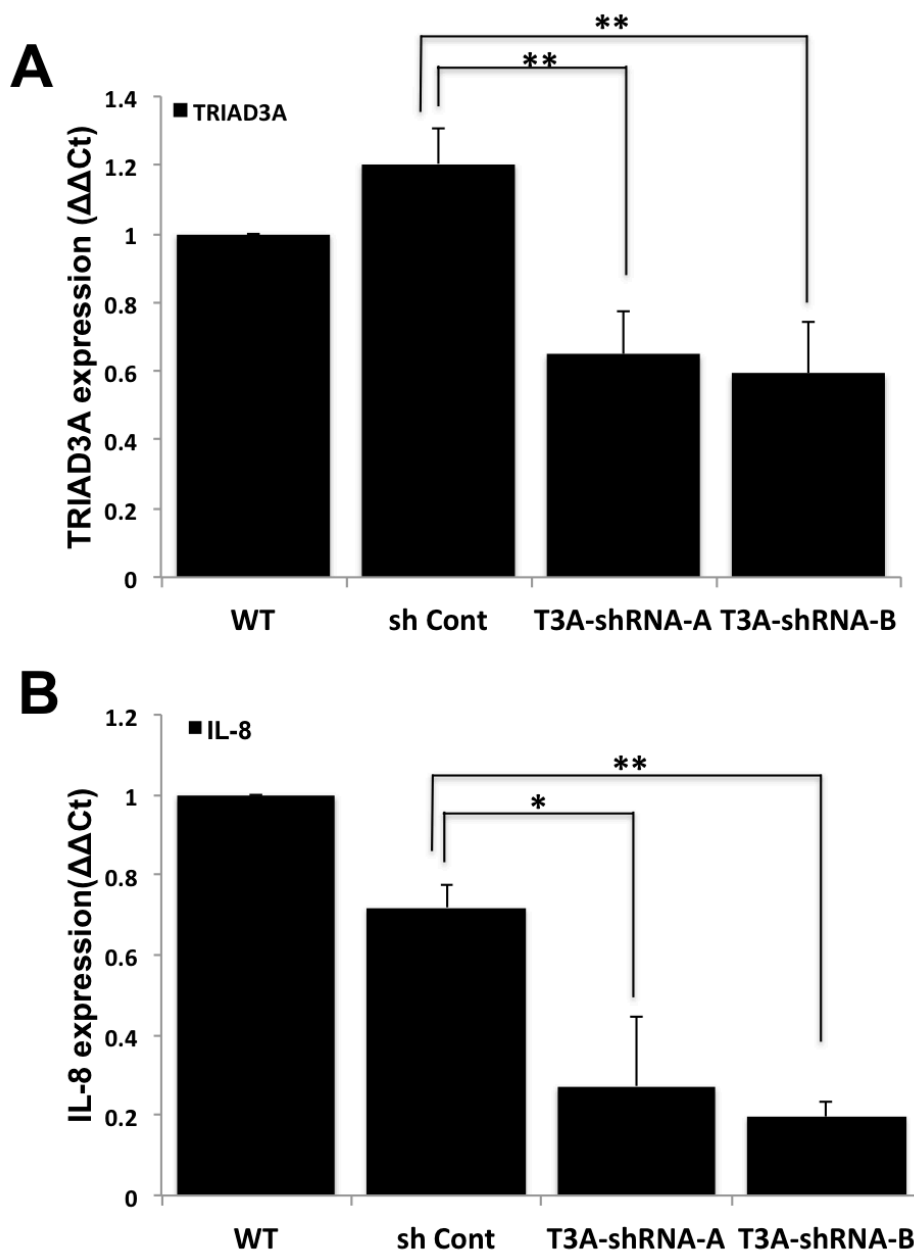 A
**
**
1.4
■ TRIAD3A
1.2
1
0.8
0.6
0.4
0.2
0
TRIAD3A expression (ΔΔCt)
WT sh Cont T3A-shRNA-A T3A-shRNA-B
B
1.2
■ IL-8
**
*
1
0.8
0.6
0.4
0.2
0
IL-8 expression(ΔΔCt)
WT sh Cont T3A-shRNA-A T3A-shRNA-B